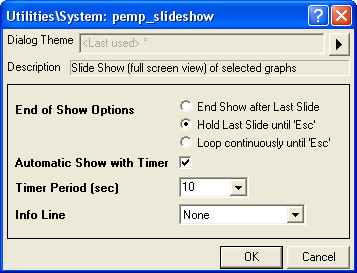 Utilities\System: pemp_slideshow
Dialog Theme <Last used> *
Description Slide Show (full screen view) of selected graphs
End of Show Options
End Show after Last Slide
Hold Last Slide until 'Esc'
Loop continuously until 'Esc'
Automatic Show with Timer
Timer Period (sec) 10
Info Line None
OK Cancel